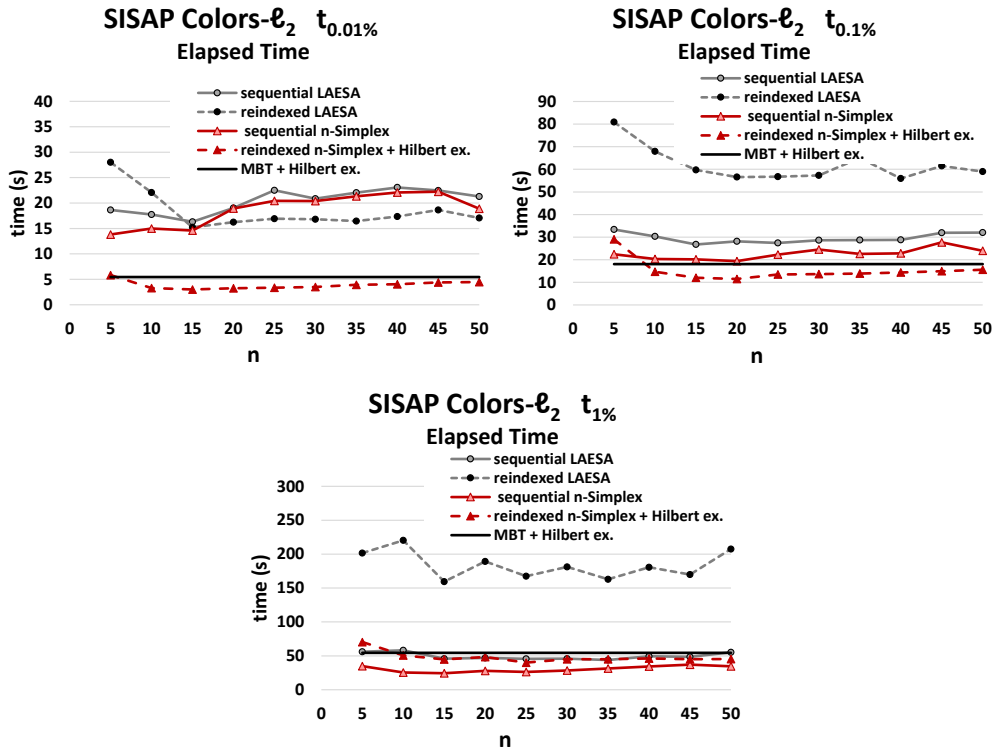 SISAP Colors-ℓ2 t0.01%
Elapsed Time
sequential LAESA
reindexed LAESA
sequential n-Simplex
reindexed n-Simplex + Hilbert ex.
MBT + Hilbert ex.
time (s)
40
35
30
25
20
15
10
5
0
0 5 10 15 20 25 30 35 40 45 50
n
SISAP Colors-ℓ2 t0.1%
Elapsed Time
sequential LAESA
reindexed LAESA
sequential n-Simplex
reindexed n-Simplex + Hilbert ex.
MBT + Hilbert ex.
time (s)
90
80
70
60
50
40
30
20
10
0
0 5 10 15 20 25 30 35 40 45 50
n
SISAP Colors-ℓ2 t1%
Elapsed Time
sequential LAESA
reindexed LAESA
sequential n-Simplex
reindexed n-Simplex + Hilbert ex.
MBT + Hilbert ex.
time (s)
300
250
200
150
100
50
0
0 5 10 15 20 25 30 35 40 45 50
n